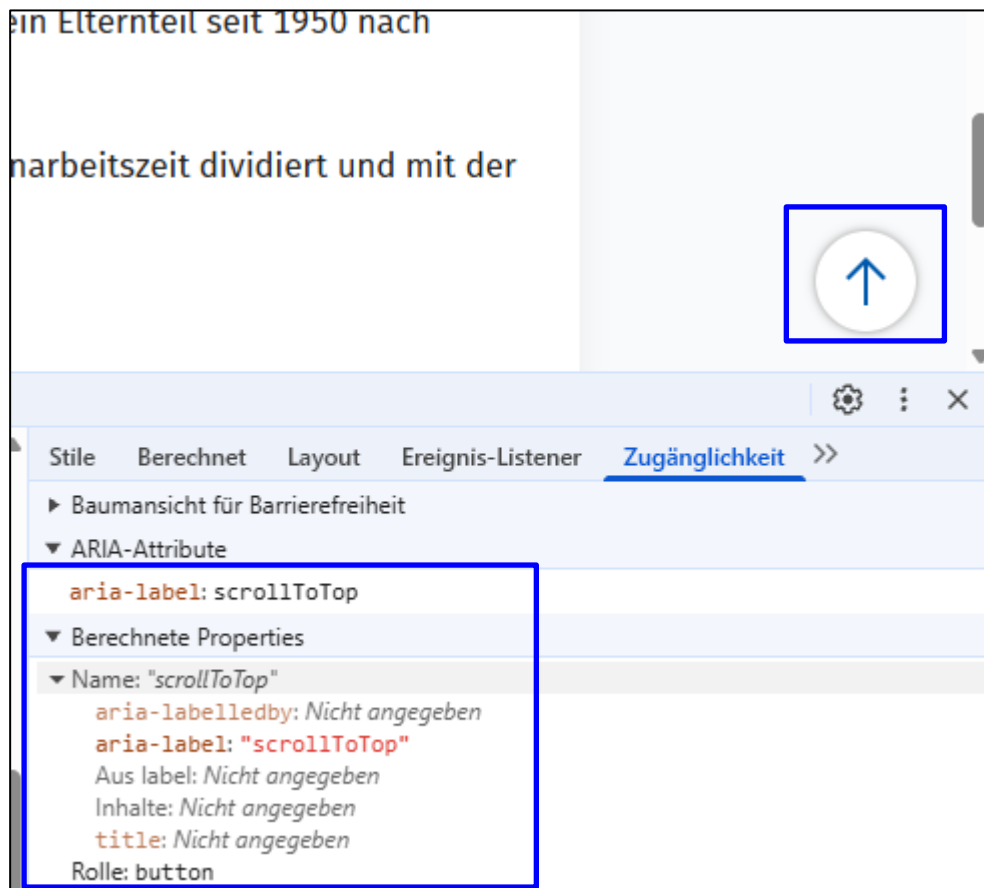 ein Elternteil seit 1950 nach
narbeitszeit dividiert und mit der
Stile Berechnet Layout Ereignis-Listener Zugänglichkeit
Baumansicht für Barrierefreiheit
ARIA-Attribute
aria-label: scrollToTop
Berechnete Properties
Name: "scrollToTop"
aria-labelledby: Nicht angegeben
aria-label: "scrollToTop"
Aus label: Nicht angegeben
Inhalte: Nicht angegeben
title: Nicht angegeben
Rolle: button